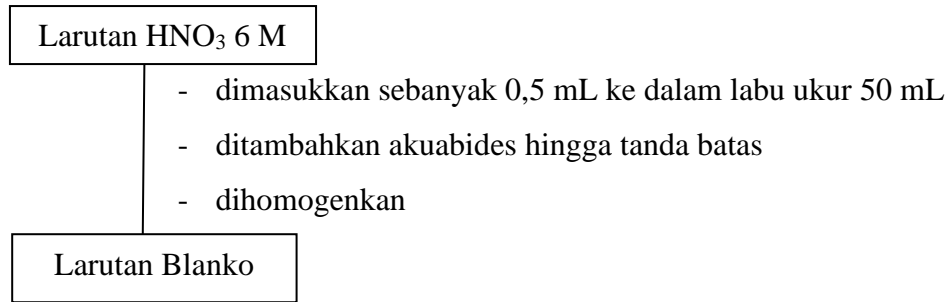 Larutan HNO₃ 6 M
- dimasukkan sebanyak 0,5 mL ke dalam labu ukur 50 mL
- ditambahkan akuabides hingga tanda batas
- dihomogenkan
Larutan Blanko